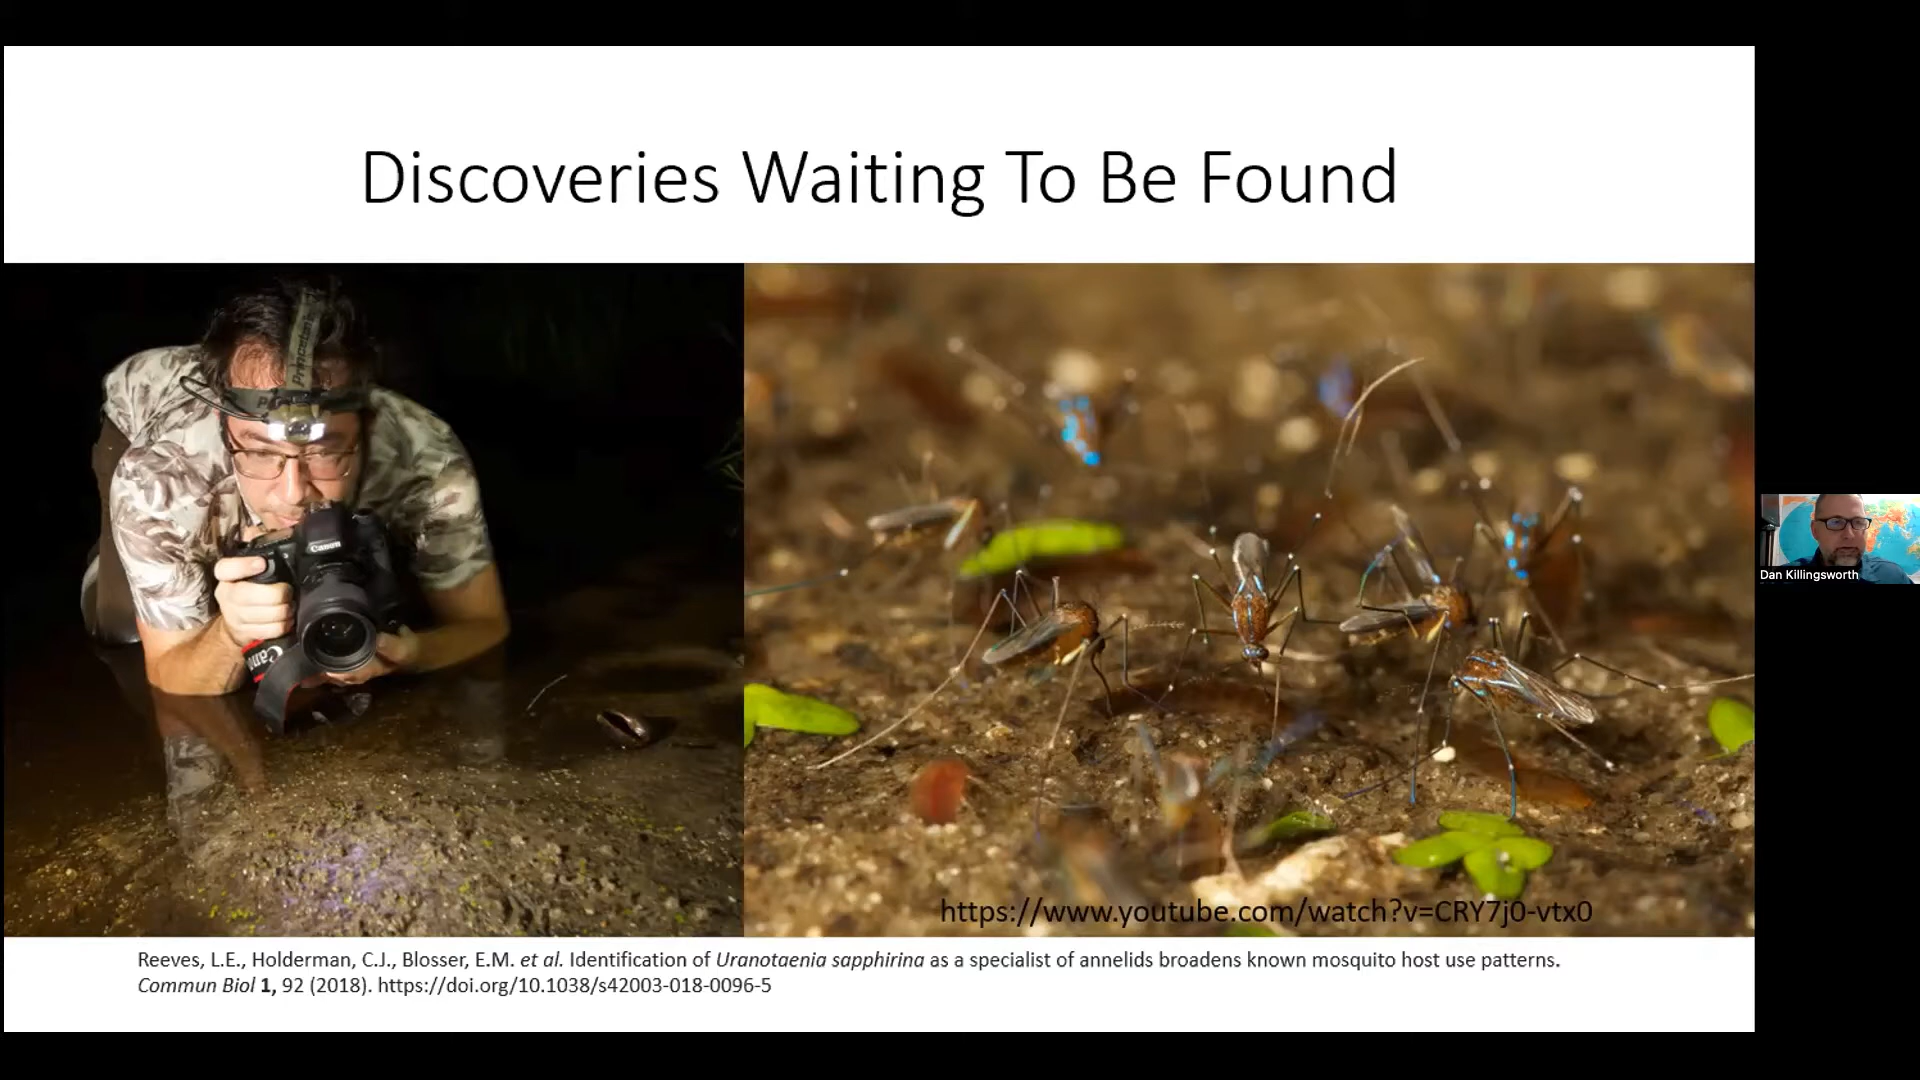 Discoveries Waiting To Be Found
Princeton
Canon
https://www.youtube.com/watch?v=CRY7j0-vtx0
Dan Killingsworth
Reeves, L.E., Holderman, C.J., Blosser, E.M. et al. Identification of Uranotaenia sapphirina as a specialist of annelids broadens known mosquito host use patterns.
Commun Biol 1, 92 (2018). https://doi.org/10.1038/s42003-018-0096-5